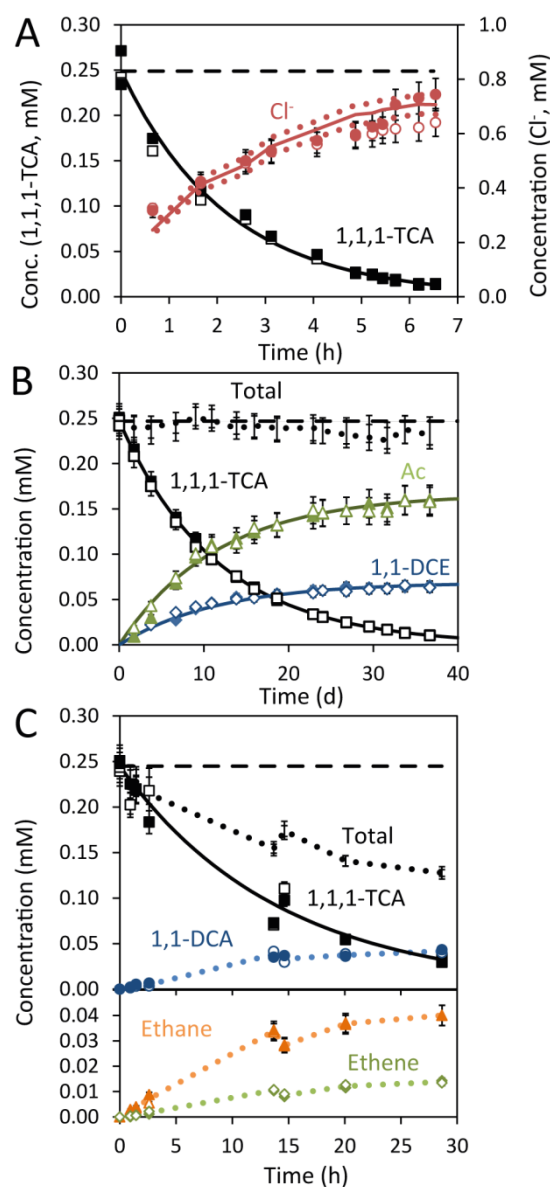 A
0.30
0.25
0.20
0.15
0.10
0.05
0.00
Conc. (1,1,1-TCA, mM)
Cl-
1,1,1-TCA
1.0
0.8
0.6
0.4
0.2
0.0
Concentration (Cl-, mM)
0 1 2 3 4 5 6 7
Time (h)
B
0.30
0.25
0.20
0.15
0.10
0.05
0.00
Concentration (mM)
Total
1,1,1-TCA
Ac
1,1-DCE
0 10 20 30 40
Time (d)
C
0.30
0.25
0.20
0.15
0.10
0.05
0.00
Concentration (mM)
Total
1,1,1-TCA
1,1-DCA
0.04
0.03
0.02
0.01
0.00
Ethane
Ethene
0 5 10 15 20 25 30
Time (h)